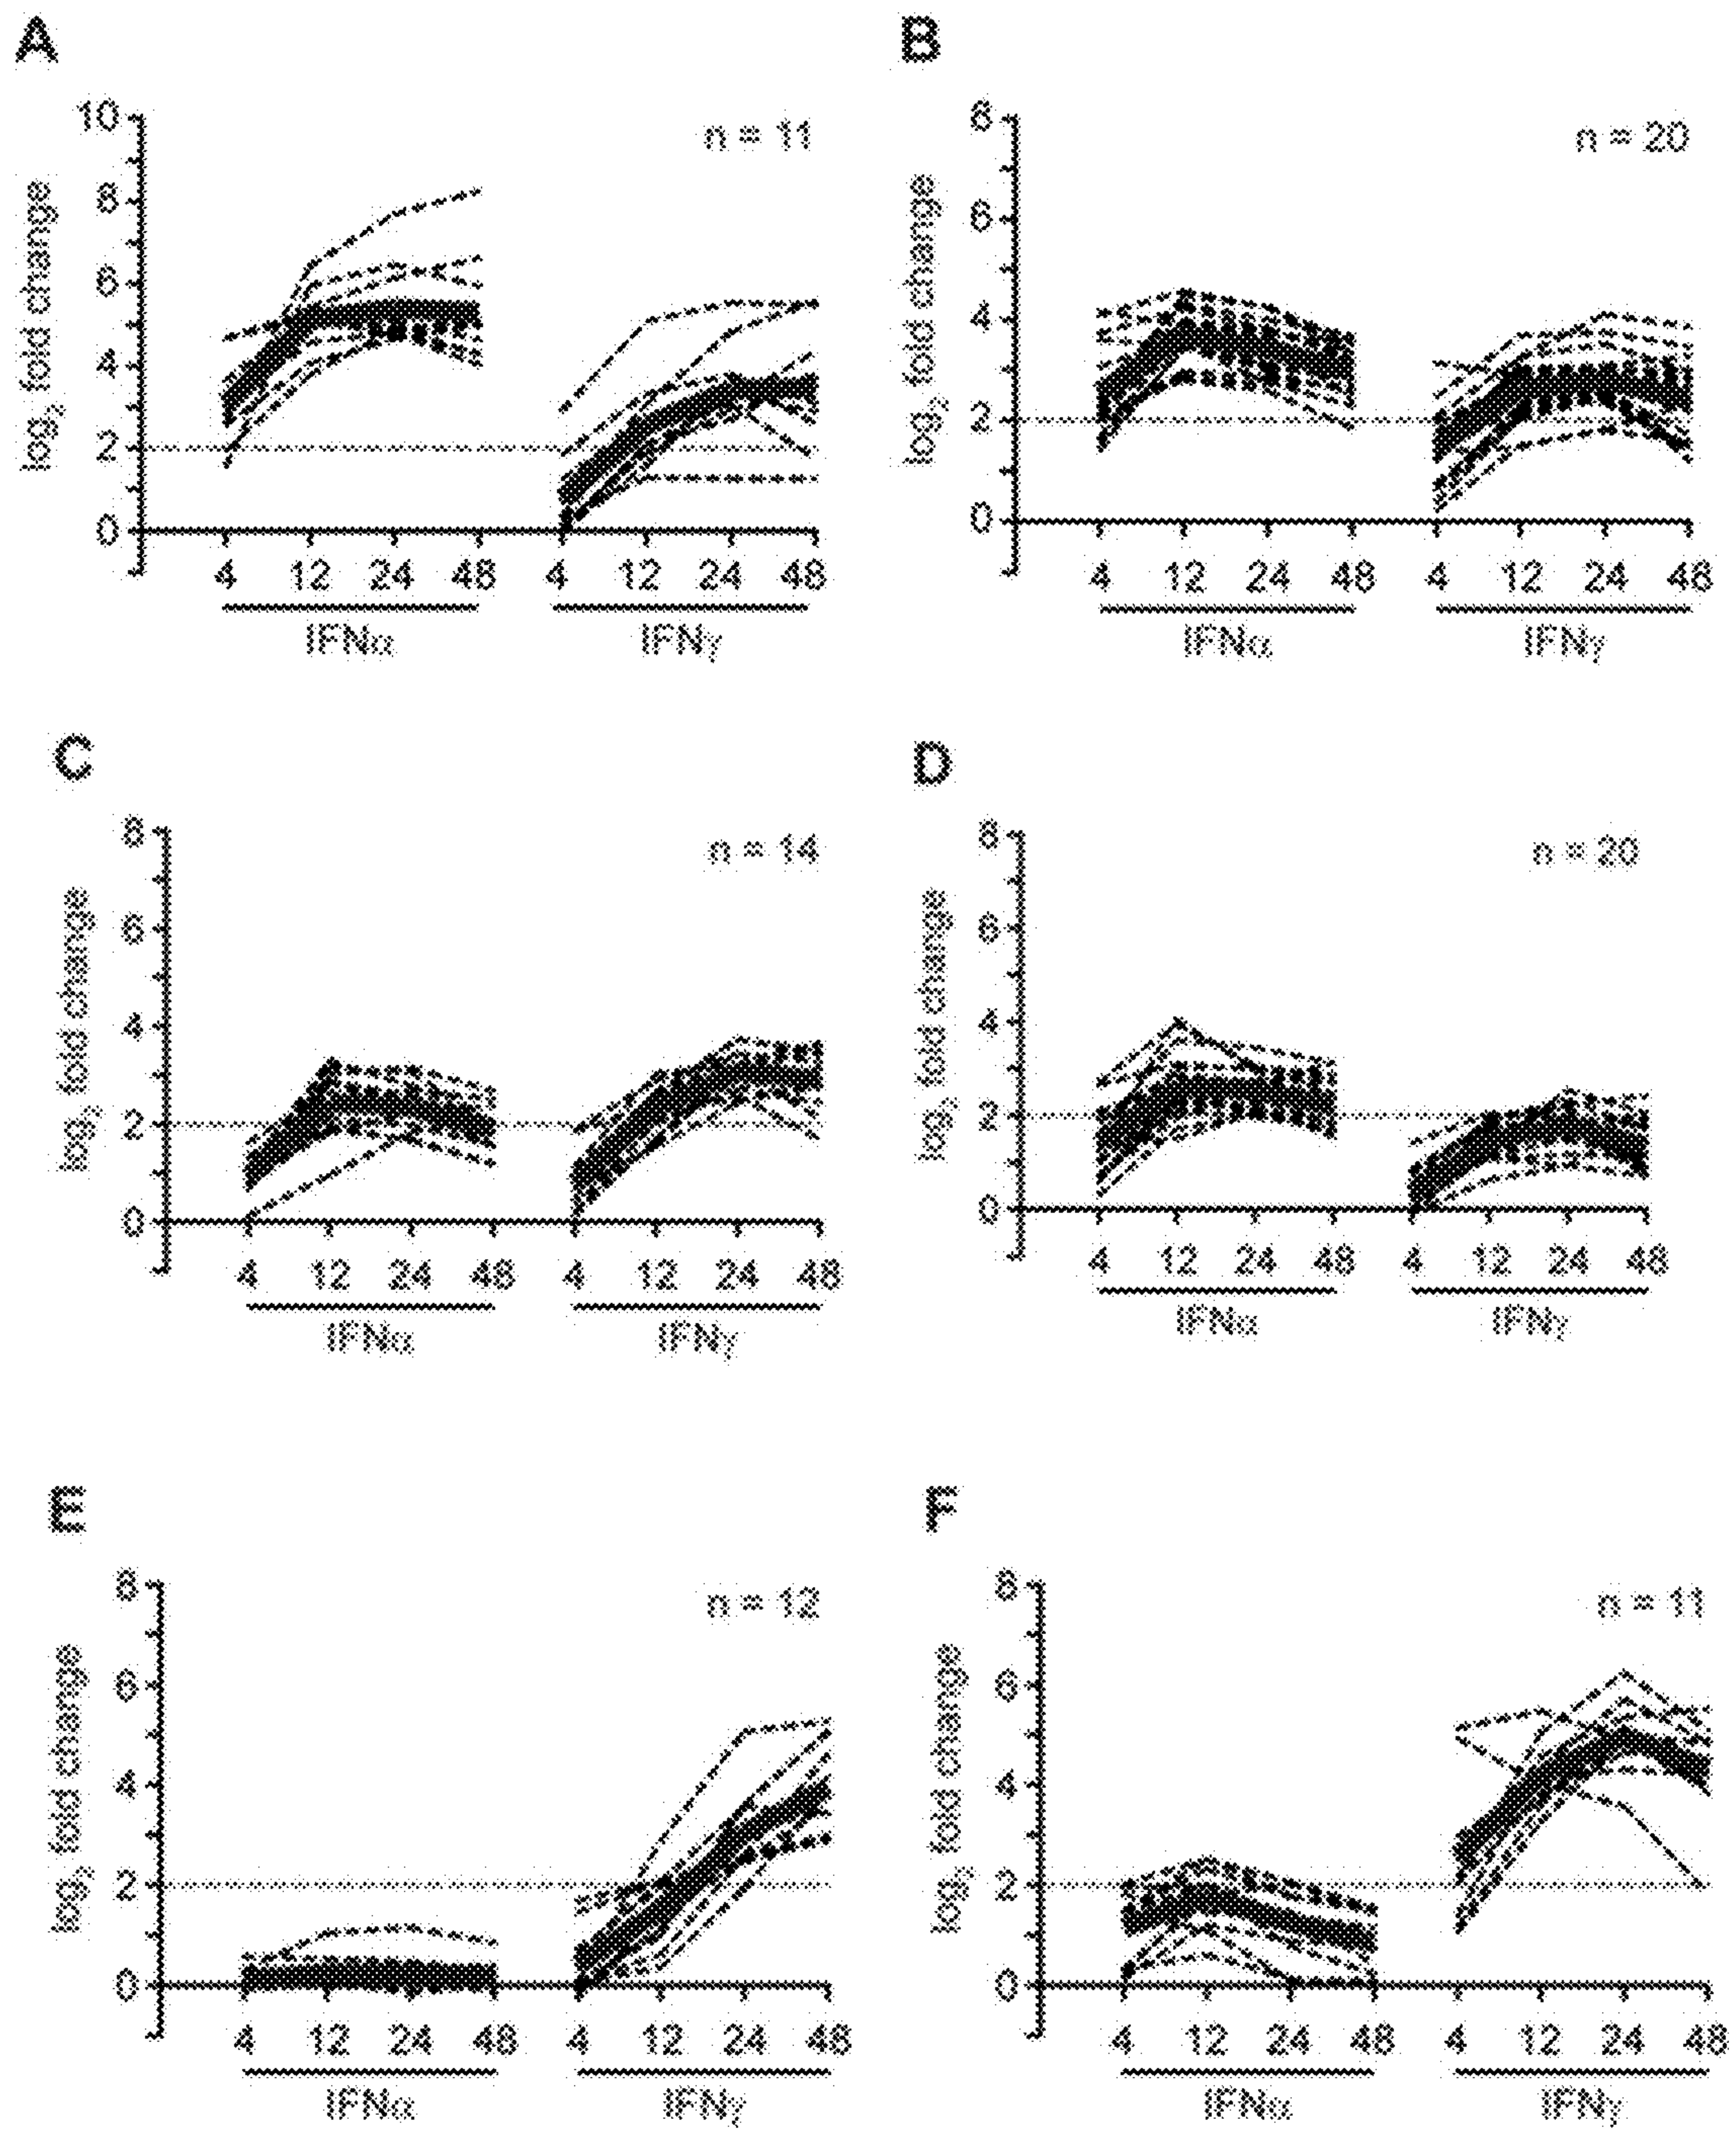 A
B
10
8
6
4
2
0
log₂ fold change
n = 11
4 12 24 48 4 12 24 48
IFNα IFNγ
8
6
4
2
0
log₂ fold change
n = 20
4 12 24 48 4 12 24 48
IFNα IFNγ
C
D
8
6
4
2
0
log₂ fold change
n = 14
4 12 24 48 4 12 24 48
IFNα IFNγ
8
6
4
2
0
log₂ fold change
n = 20
4 12 24 48 4 12 24 48
IFNα IFNγ
E
F
8
6
4
2
0
log₂ fold change
n = 12
4 12 24 48 4 12 24 48
IFNα IFNγ
8
6
4
2
0
log₂ fold change
n = 11
4 12 24 48 4 12 24 48
IFNα IFNγ